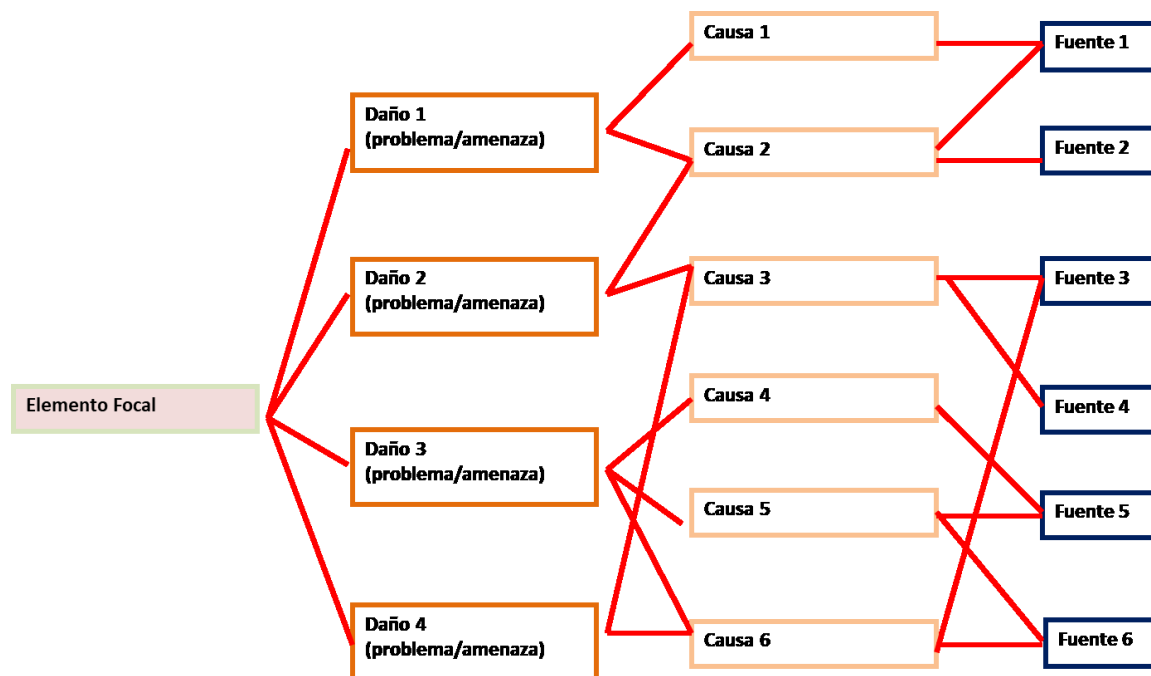 Elemento Focal
Daño 1
(problema/amenaza)
Daño 2
(problema/amenaza)
Daño 3
(problema/amenaza)
Daño 4
(problema/amenaza)
Causa 1
Causa 2
Causa 3
Causa 4
Causa 5
Causa 6
Fuente 1
Fuente 2
Fuente 3
Fuente 4
Fuente 5
Fuente 6